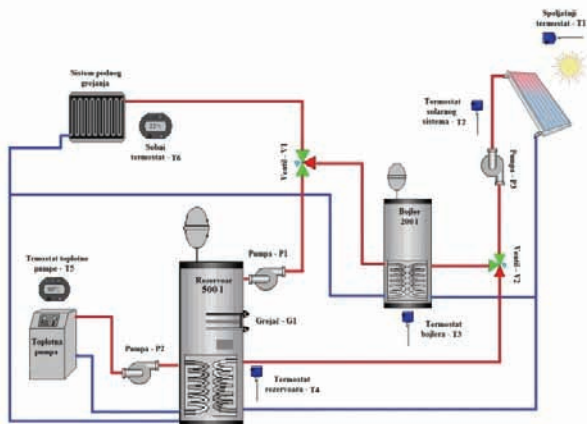 Spoljašnji
termostat - T1
Sistem podnog
grejanja
Sobni
termostat - T6
Termostat
solarnog
sistema - T2
Pumpa - P3
Ventil - V1
Bojler
200 l
Ventil - V2
Pumpa - P1
Termostat toplotne
pumpe - T5
Rezervoar
500 l
Grejač - G1
Toplotna
pumpa
Pumpa - P2
Termostat
bojlera - T3
Termostat
rezervoara - T4